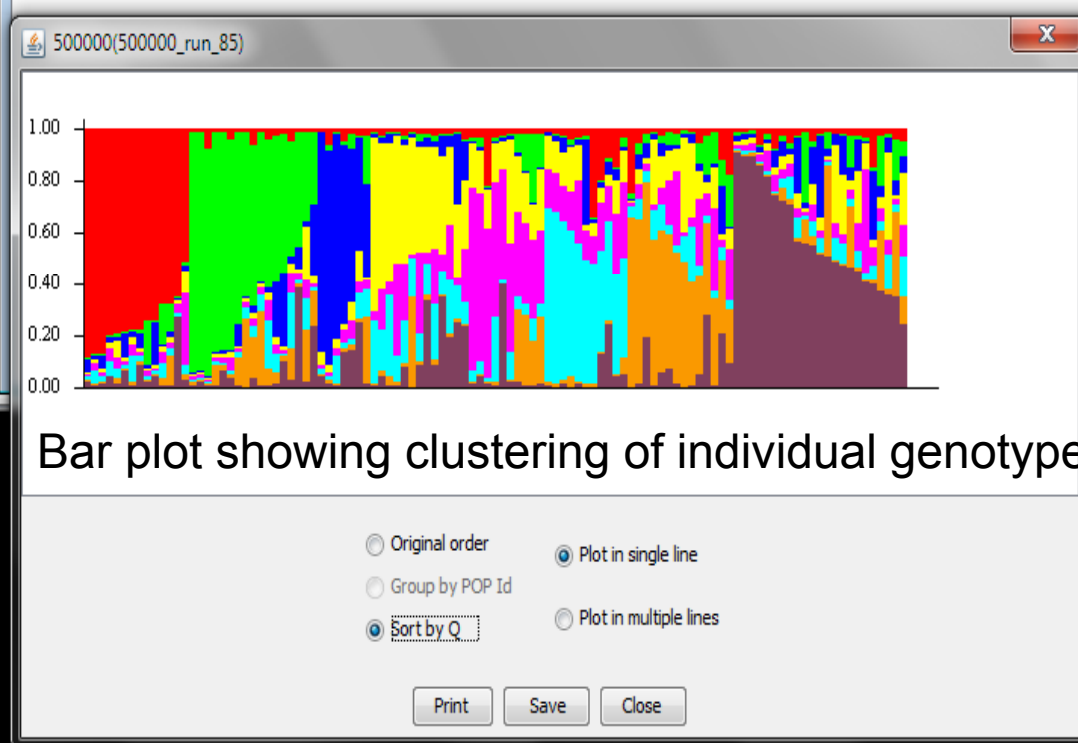 500000(500000_run_85)
X
1.00
0.80
0.60
0.40
0.20
0.00
Bar plot showing clustering of individual genotype
Original order
Plot in single line
Group by POP Id
Plot in multiple lines
Sort by Q
Print Save Close